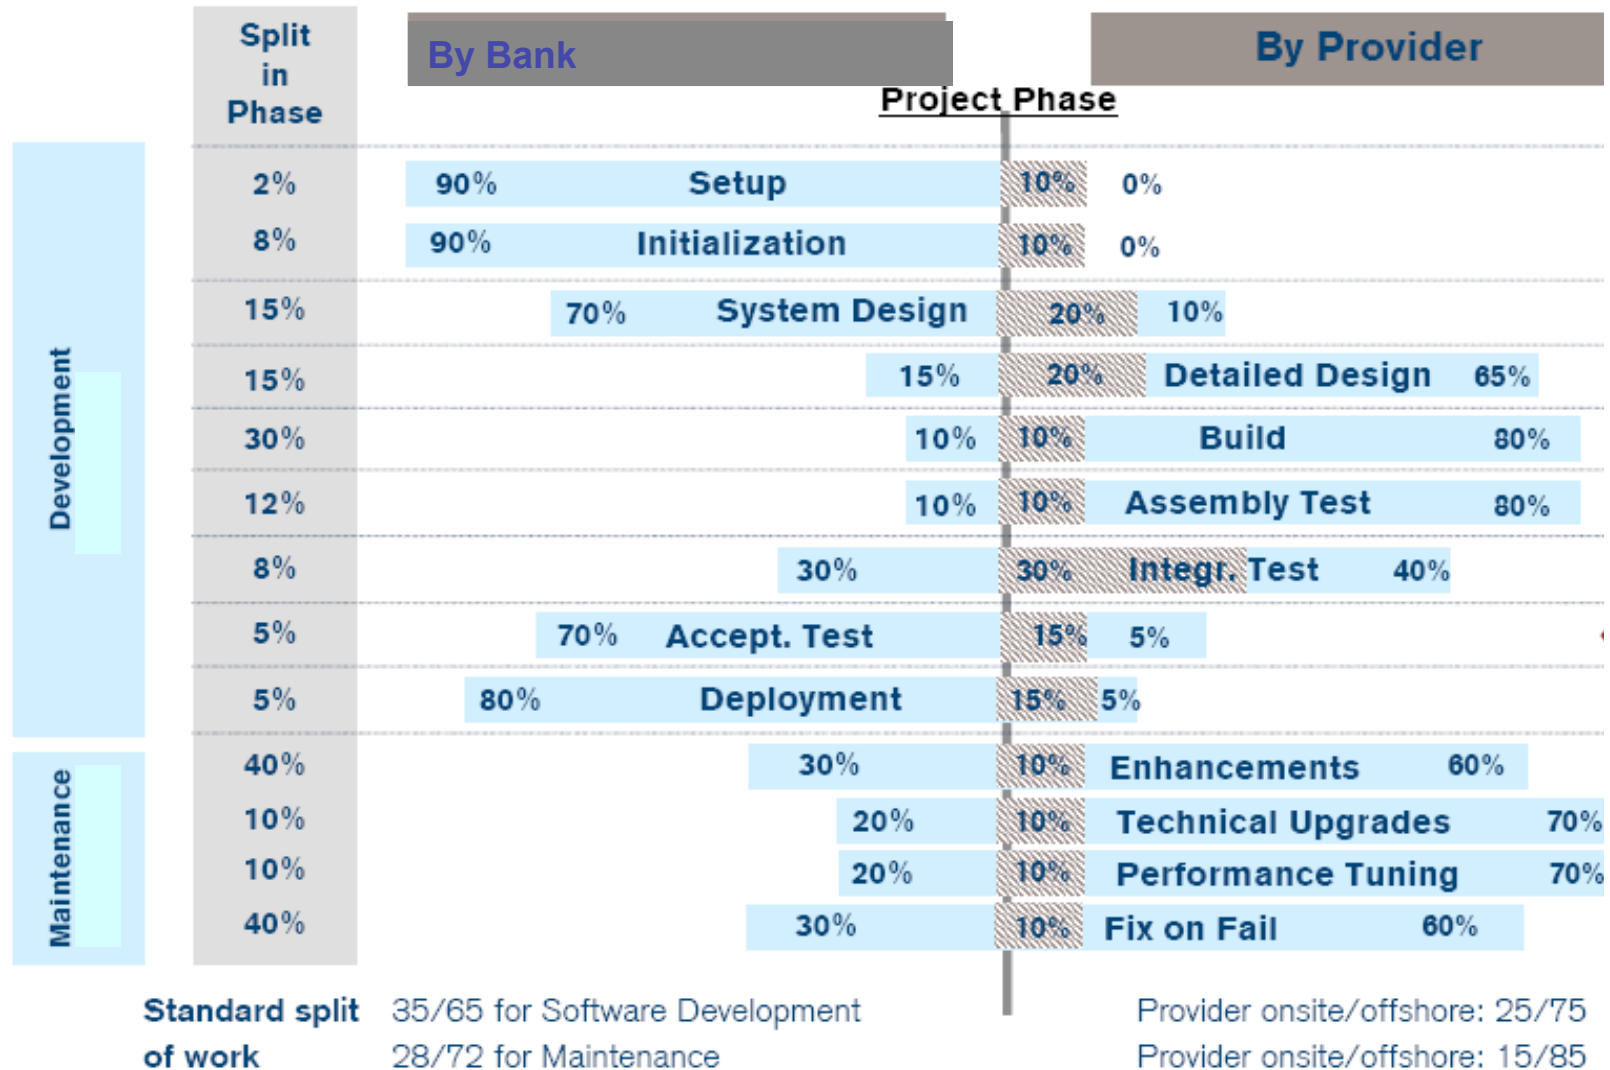 Split
in
Phase
By Bank
By Provider
Project Phase
Development
2% 90% Setup 10% 0%
8% 90% Initialization 10% 0%
15% 70% System Design 20% 10%
15% 15% 20% Detailed Design 65%
30% 10% 10% Build 80%
12% 10% 10% Assembly Test 80%
8% 30% 30% Integr. Test 40%
5% 70% Accept. Test 15% 5%
5% 80% Deployment 15% 5%
Maintenance
40% 30% 10% Enhancements 60%
10% 20% 10% Technical Upgrades 70%
10% 20% 10% Performance Tuning 70%
40% 30% 10% Fix on Fail 60%
Standard split 35/65 for Software Development Provider onsite/offshore: 25/75
of work 28/72 for Maintenance Provider onsite/offshore: 15/85